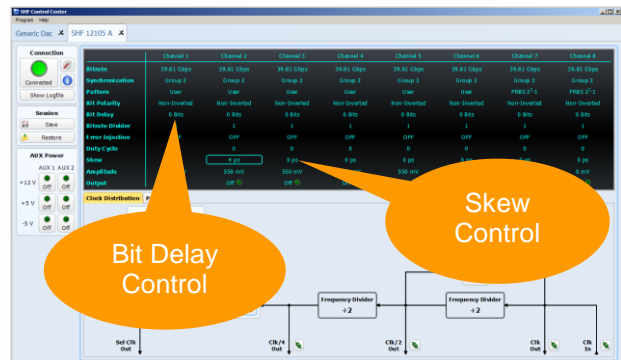 SHF Control Center
Program Help
Generic Dac X SHF 12105 A X
Connection
Connected
Show Logfile
Session
Save
Restore
AUX Power
AUX 1 AUX 2
+12 V Off Off
+3 V Off Off
-5 V Off Off
Channel 1 Channel 2 Channel 3 Channel 4 Channel 5 Channel 6 Channel 7 Channel 8
Bitrate 39.81 Gbps 39.81 Gbps 39.81 Gbps 39.81 Gbps 39.81 Gbps 39.81 Gbps 39.81 Gbps 39.81 Gbps
Synchronization Group 2 Group 2 Group 2 Group 2 Group 2 Group 2 Group 2 Group 2
Pattern User User User User User User PRBS 2⁷-1 PRBS 2⁷-1
Bit Polarity Non-Inverted Non-Inverted Non-Inverted Non-Inverted Non-Inverted Non-Inverted Non-Inverted Non-Inverted
Bit Delay 0 Bits 0 Bits 0 Bits 0 Bits 0 Bits 0 Bits 0 Bits 0 Bits
Bitrate Divider 1 1 1 1 1 1 1
Error Injection Off Off Off Off Off Off Off
Duty Cycle 0 0 0 0 0 0 0
Skew 4 ps 0 ps 0 ps 0 ps 0 ps 0 ps 0 ps
Amplitude 550 mV 550 mV 550 mV
Output Off Off
Clock Distribution
Bit Delay
Control
Skew
Control
Frequency Divider
÷2
Frequency Divider
÷2
Sel Clk
Out
Clk/4
Out
Clk/2
Out
Clk
Out
Clk
In